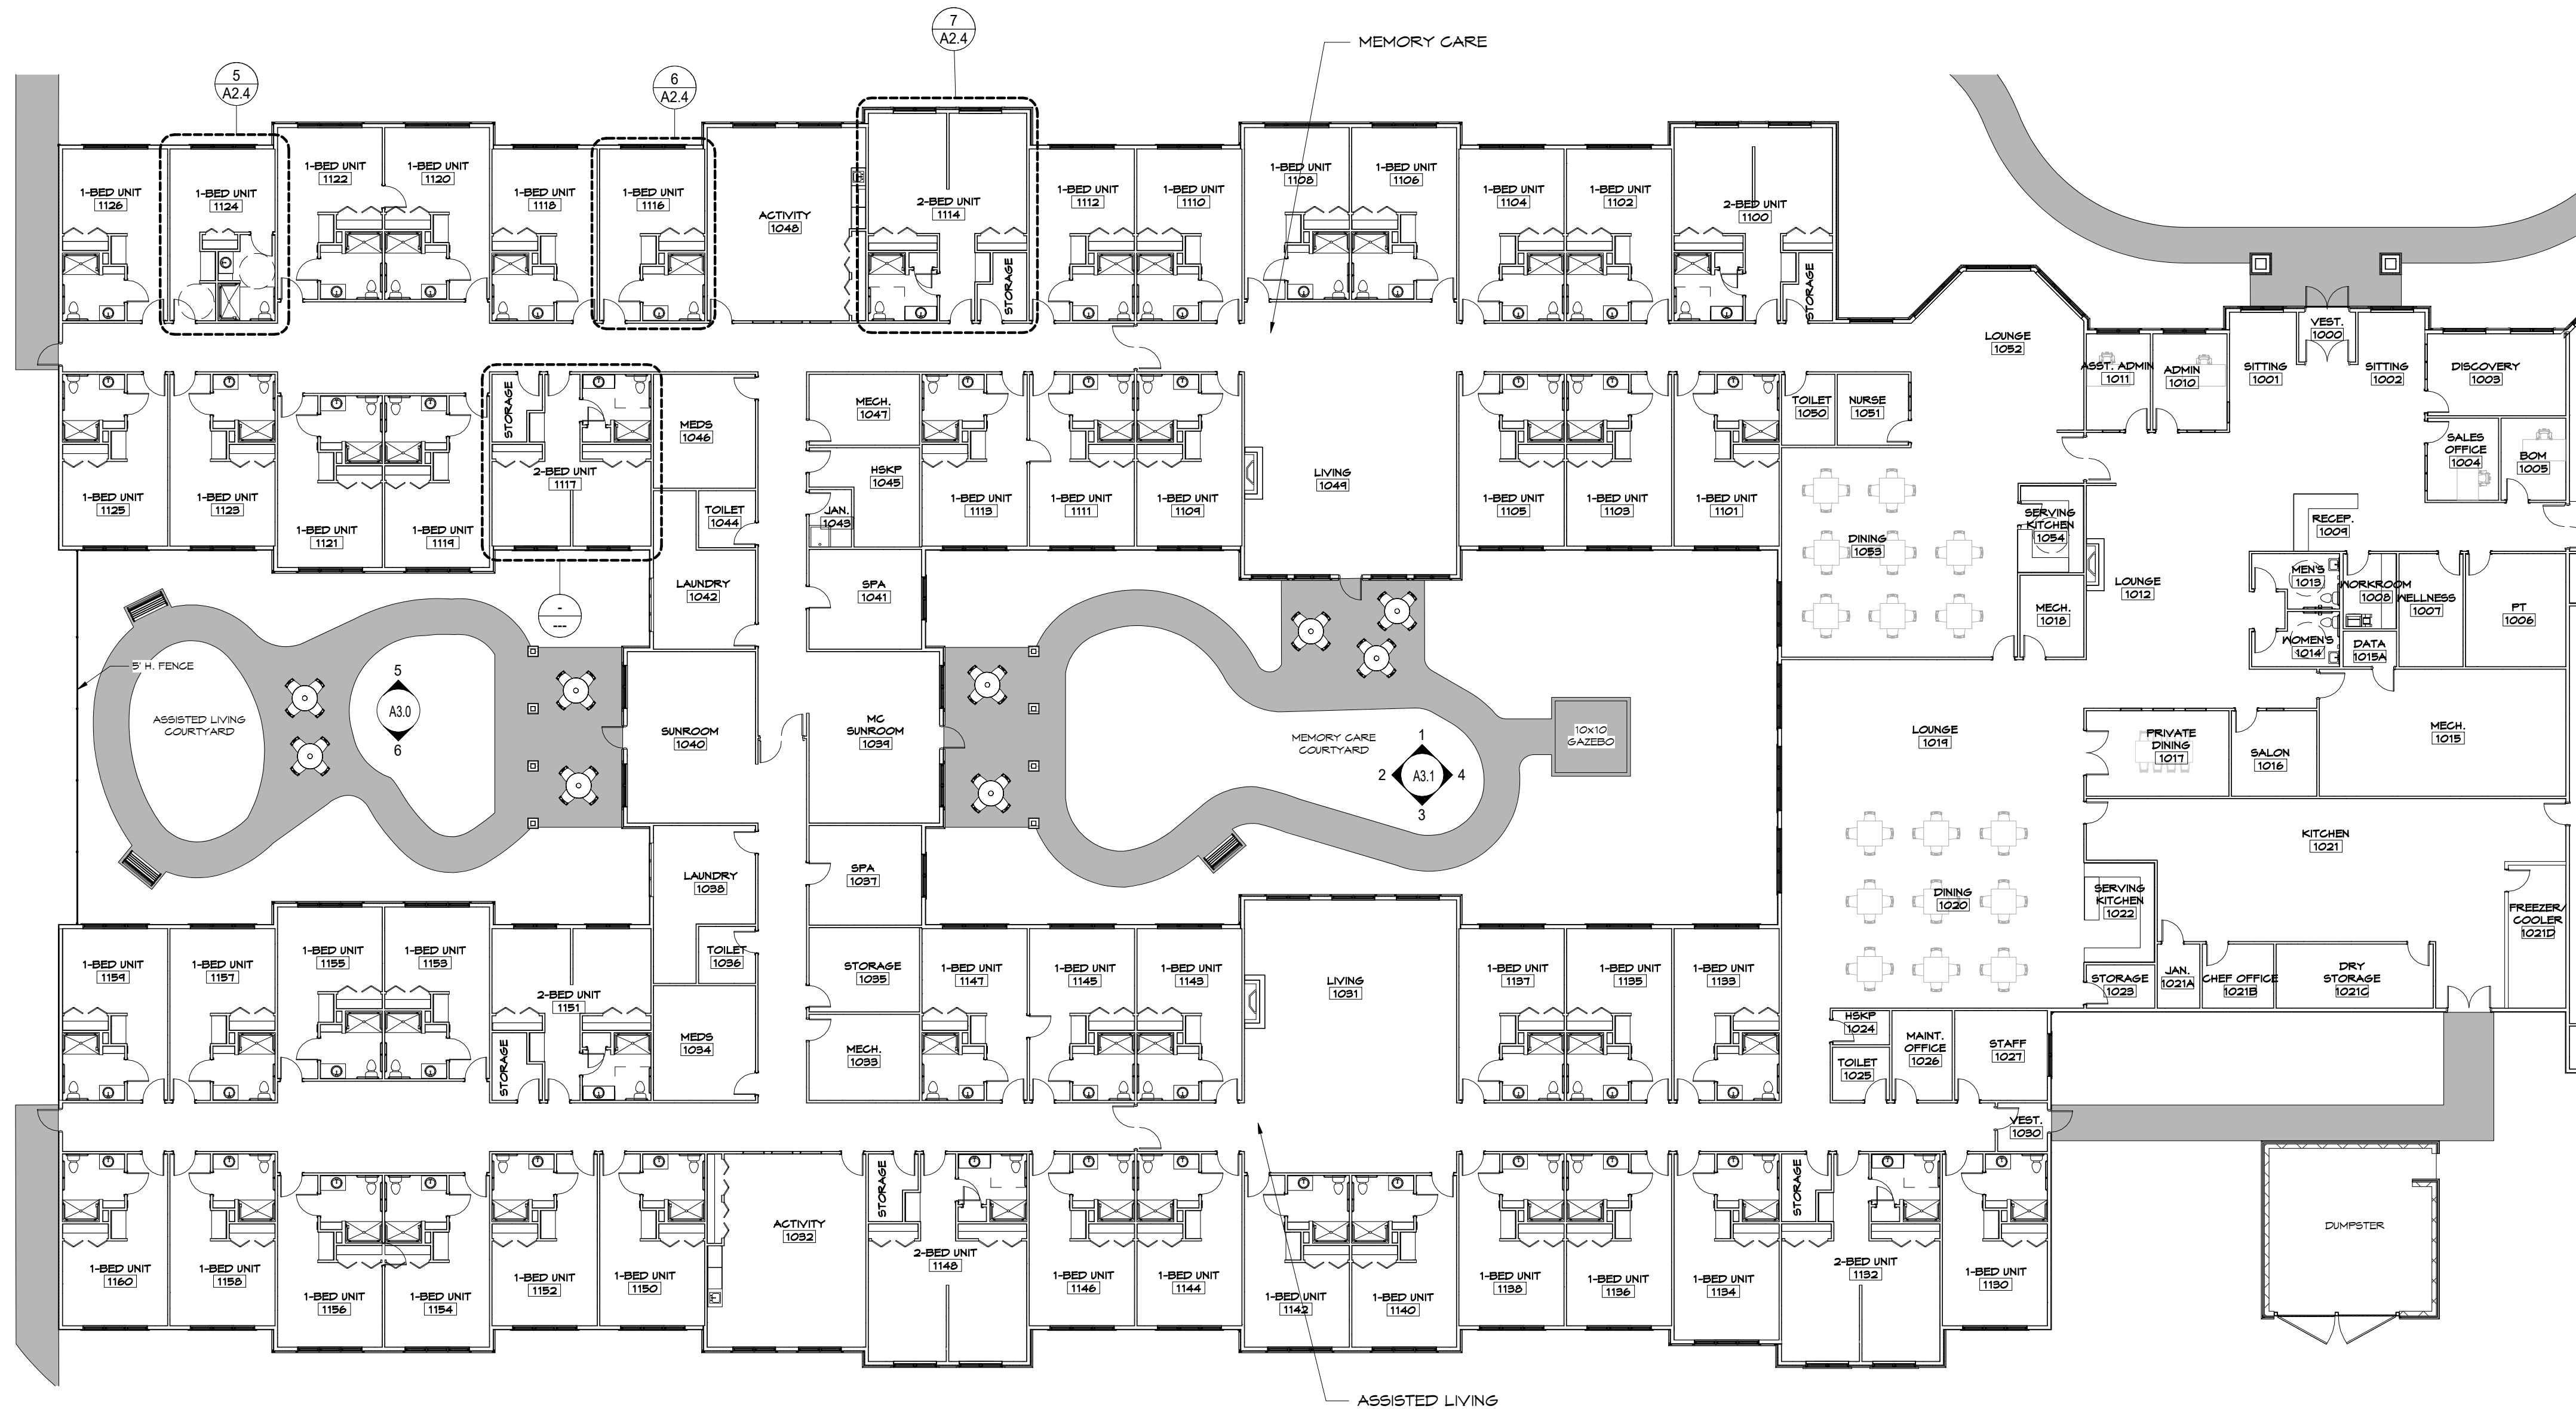 7
A2.4
MEMORY CARE
5
A2.4
6
A2.4
1-BED UNIT
1126
1-BED UNIT
1124
1-BED UNIT
1122
1-BED UNIT
1120
1-BED UNIT
1118
1-BED UNIT
1116
ACTIVITY
1048
2-BED UNIT
1114
STORAGE
1-BED UNIT
1112
1-BED UNIT
1110
1-BED UNIT
1108
1-BED UNIT
1106
1-BED UNIT
1104
1-BED UNIT
1102
2-BED UNIT
1100
STORAGE
LOUNGE
1052
ASST. ADMIN
1011
ADMIN
1010
SITTING
1001
VEST.
1000
SITTING
1002
DISCOVERY
1003
SALES
OFFICE
1004
BOM
1005
1-BED UNIT
1125
1-BED UNIT
1123
1-BED UNIT
1121
1-BED UNIT
1119
STORAGE
2-BED UNIT
1117
MEDS
1046
TOILET
1044
LAUNDRY
1042
MECH.
1047
HSKP
1045
JAN.
1043
SPA
1041
1-BED UNIT
1113
1-BED UNIT
1111
1-BED UNIT
1109
LIVING
1049
1-BED UNIT
1105
1-BED UNIT
1103
1-BED UNIT
1101
TOILET
1050
NURSE
1051
DINING
1053
SERVING
KITCHEN
1054
MECH.
1018
LOUNGE
1012
RECEP.
1009
MEN'S
1013
WORKROOM
1008
WELLNESS
1007
PT
1006
WOMEN'S
1014
DATA
1015A
-
---
5' H. FENCE
ASSISTED LIVING
COURTYARD
5
A3.0
6
SUNROOM
1040
MC
SUNROOM
1039
MEMORY CARE
COURTYARD
1
2
A3.1
4
3
10x10
GAZEBO
LOUNGE
1019
PRIVATE
DINING
1017
SALON
1016
MECH.
1015
KITCHEN
1021
DINING
1020
SERVING
KITCHEN
1022
FREEZER/
COOLER
1021D
STORAGE
1023
JAN.
1021A
CHEF OFFICE
1021B
DRY
STORAGE
1021C
LAUNDRY
1038
TOILET
1036
MEDS
1034
SPA
1037
STORAGE
1035
MECH.
1033
1-BED UNIT
1159
1-BED UNIT
1157
1-BED UNIT
1155
1-BED UNIT
1153
2-BED UNIT
1151
STORAGE
1-BED UNIT
1147
1-BED UNIT
1145
1-BED UNIT
1143
LIVING
1031
1-BED UNIT
1137
1-BED UNIT
1135
1-BED UNIT
1133
HSKP
1024
TOILET
1025
MAINT.
OFFICE
1026
STAFF
1027
VEST.
1030
1-BED UNIT
1160
1-BED UNIT
1158
1-BED UNIT
1156
1-BED UNIT
1154
1-BED UNIT
1152
1-BED UNIT
1150
ACTIVITY
1032
STORAGE
2-BED UNIT
1148
1-BED UNIT
1146
1-BED UNIT
1144
1-BED UNIT
1142
1-BED UNIT
1140
1-BED UNIT
1138
1-BED UNIT
1136
1-BED UNIT
1134
STORAGE
2-BED UNIT
1132
1-BED UNIT
1130
DUMPSTER
ASSISTED LIVING